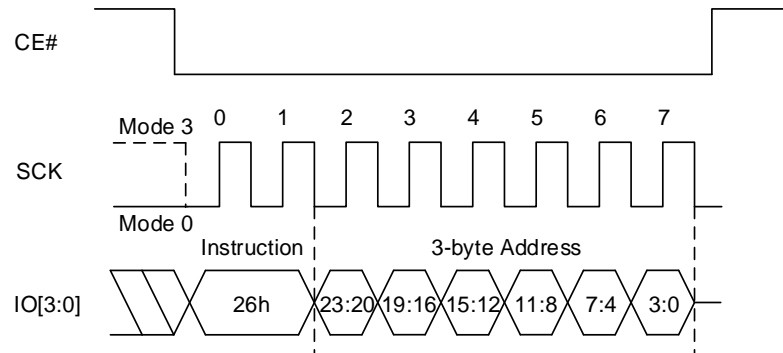 CE#
Mode 3 0 1 2 3 4 5 6 7
SCK
Mode 0
Instruction 3-byte Address
IO[3:0] 26h 23:20 19:16 15:12 11:8 7:4 3:0